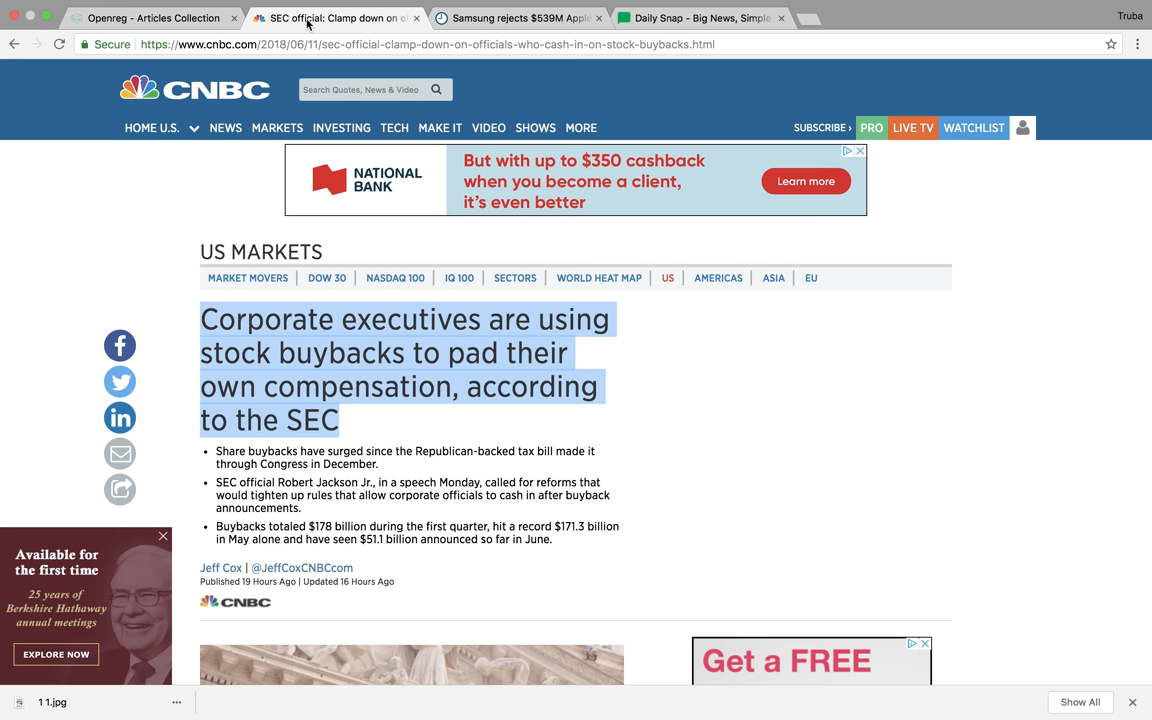 Openreg - Articles Collection
SEC official: Clamp down on o
Samsung rejects $539M Apple
Daily Snap - Big News, Simple
Truba
Secure
https://www.cnbc.com/2018/06/11/sec-official-clamp-down-on-officials-who-cash-in-on-stock-buybacks.html
CNBC
Search Quotes, News & Video
HOME U.S. NEWS MARKETS INVESTING TECH MAKE IT VIDEO SHOWS MORE
SUBSCRIBE › PRO LIVE TV WATCHLIST
NATIONAL
BANK
But with up to $350 cashback
when you become a client,
it's even better
Learn more
US MARKETS
MARKET MOVERS DOW 30 NASDAQ 100 IQ 100 SECTORS WORLD HEAT MAP US AMERICAS ASIA EU
Corporate executives are using
stock buybacks to pad their
own compensation, according
to the SEC
• Share buybacks have surged since the Republican-backed tax bill made it
through Congress in December.
• SEC official Robert Jackson Jr., in a speech Monday, called for reforms that
would tighten up rules that allow corporate officials to cash in after buyback
announcements.
• Buybacks totaled $178 billion during the first quarter, hit a record $171.3 billion
in May alone and have seen $51.1 billion announced so far in June.
Jeff Cox | @JeffCoxCNBCcom
Published 19 Hours Ago | Updated 16 Hours Ago
CNBC
Available for
the first time
25 years of
Berkshire Hathaway
annual meetings
EXPLORE NOW
Get a FREE
1 1.jpg
Show All